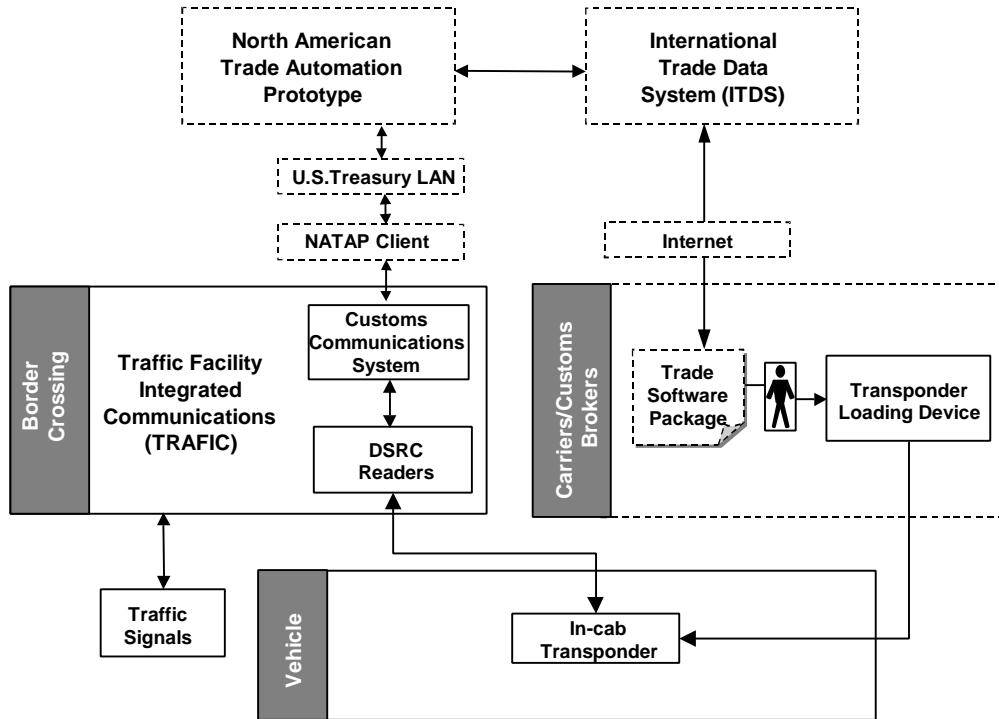 North American
Trade Automation
Prototype
International
Trade Data
System (ITDS)
U.S.Treasury LAN
NATAP Client
Internet
Border
Crossing
Traffic Facility
Integrated
Communications
(TRAFIC)
Customs
Communications
System
DSRC
Readers
Carriers/Customs
Brokers
Trade
Software
Package
Transponder
Loading Device
Traffic
Signals
Vehicle
In-cab
Transponder